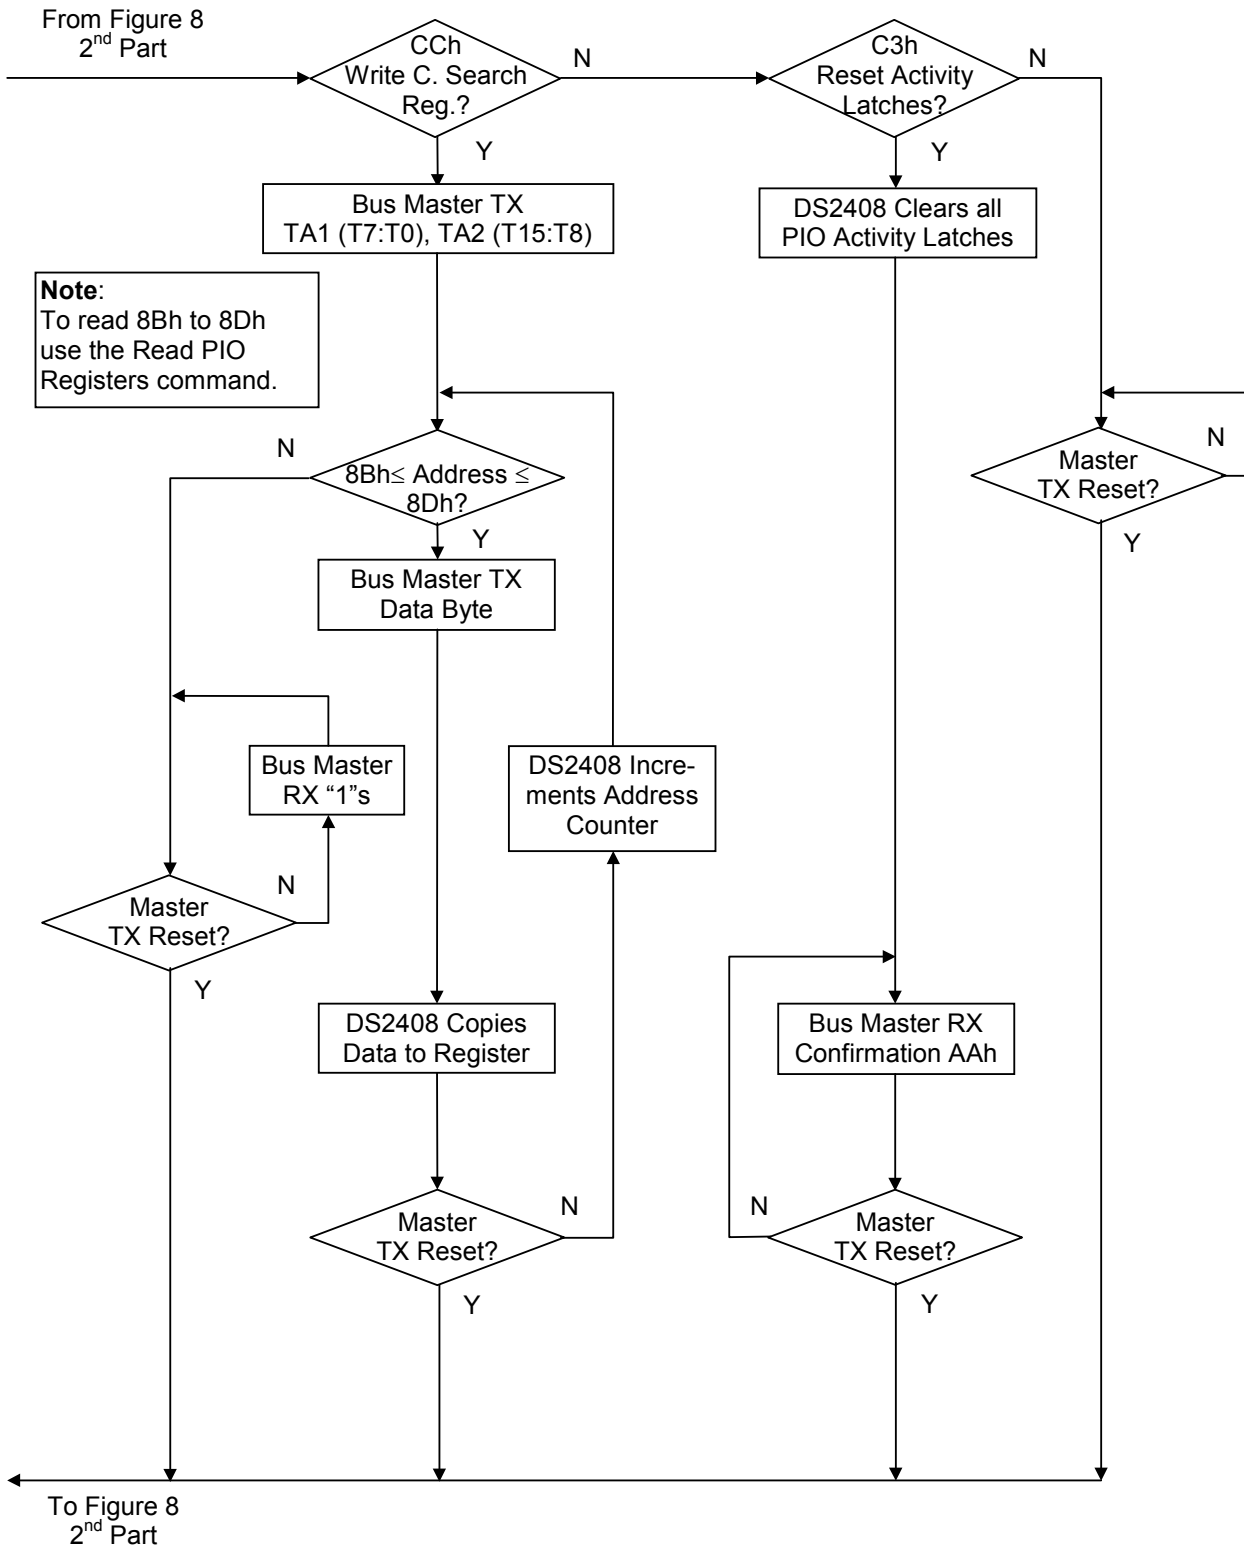 From Figure 8
2nd Part
CCh
Write C. Search
Reg.?
N
Y
C3h
Reset Activity
Latches?
N
Y
Bus Master TX
TA1 (T7:T0), TA2 (T15:T8)
DS2408 Clears all
PIO Activity Latches
Note:
To read 8Bh to 8Dh
use the Read PIO
Registers command.
N
8Bh≤ Address ≤
8Dh?
Y
Master
TX Reset?
N
Y
Bus Master TX
Data Byte
Bus Master
RX “1”s
DS2408 Incre-
ments Address
Counter
Master
TX Reset?
N
Y
DS2408 Copies
Data to Register
Bus Master RX
Confirmation AAh
Master
TX Reset?
N
Y
Master
TX Reset?
N
Y
To Figure 8
2nd Part